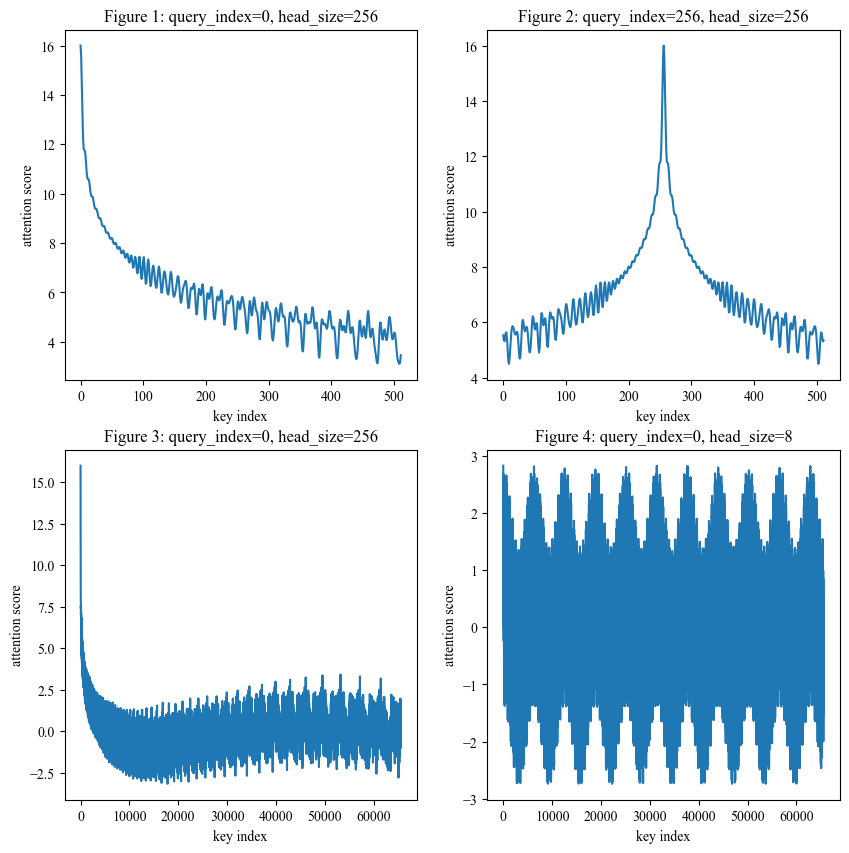 Figure 1: query_index=0, head_size=256
16
14
12
10
8
6
4
attention score
0 100 200 300 400 500
key index
Figure 2: query_index=256, head_size=256
16
14
12
10
8
6
4
attention score
0 100 200 300 400 500
key index
Figure 3: query_index=0, head_size=256
15.0
12.5
10.0
7.5
5.0
2.5
0.0
−2.5
attention score
0 10000 20000 30000 40000 50000 60000
key index
Figure 4: query_index=0, head_size=8
3
2
1
0
−1
−2
−3
attention score
0 10000 20000 30000 40000 50000 60000
key index